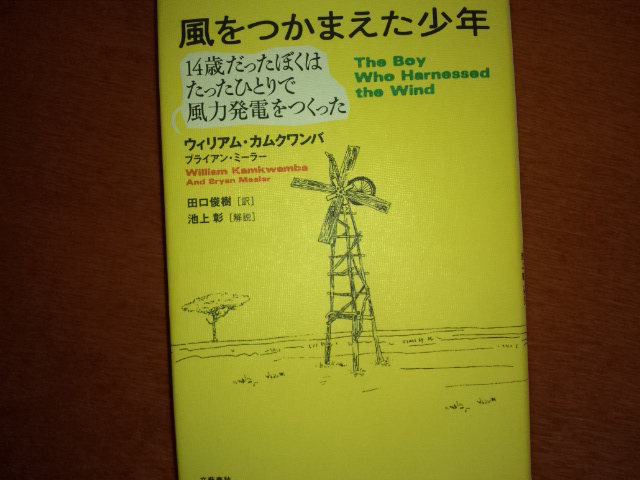 風をつかまえた少年
14歳だったぼくは
たったひとりで
風力発電をつくった
The Boy
Who Harnessed
the Wind
ウィリアム・カムクワンバ
ブライアン・ミーラー
William Kamkwamba
And Bryan Mealer
田口俊樹[訳]
池上 彰[解説]